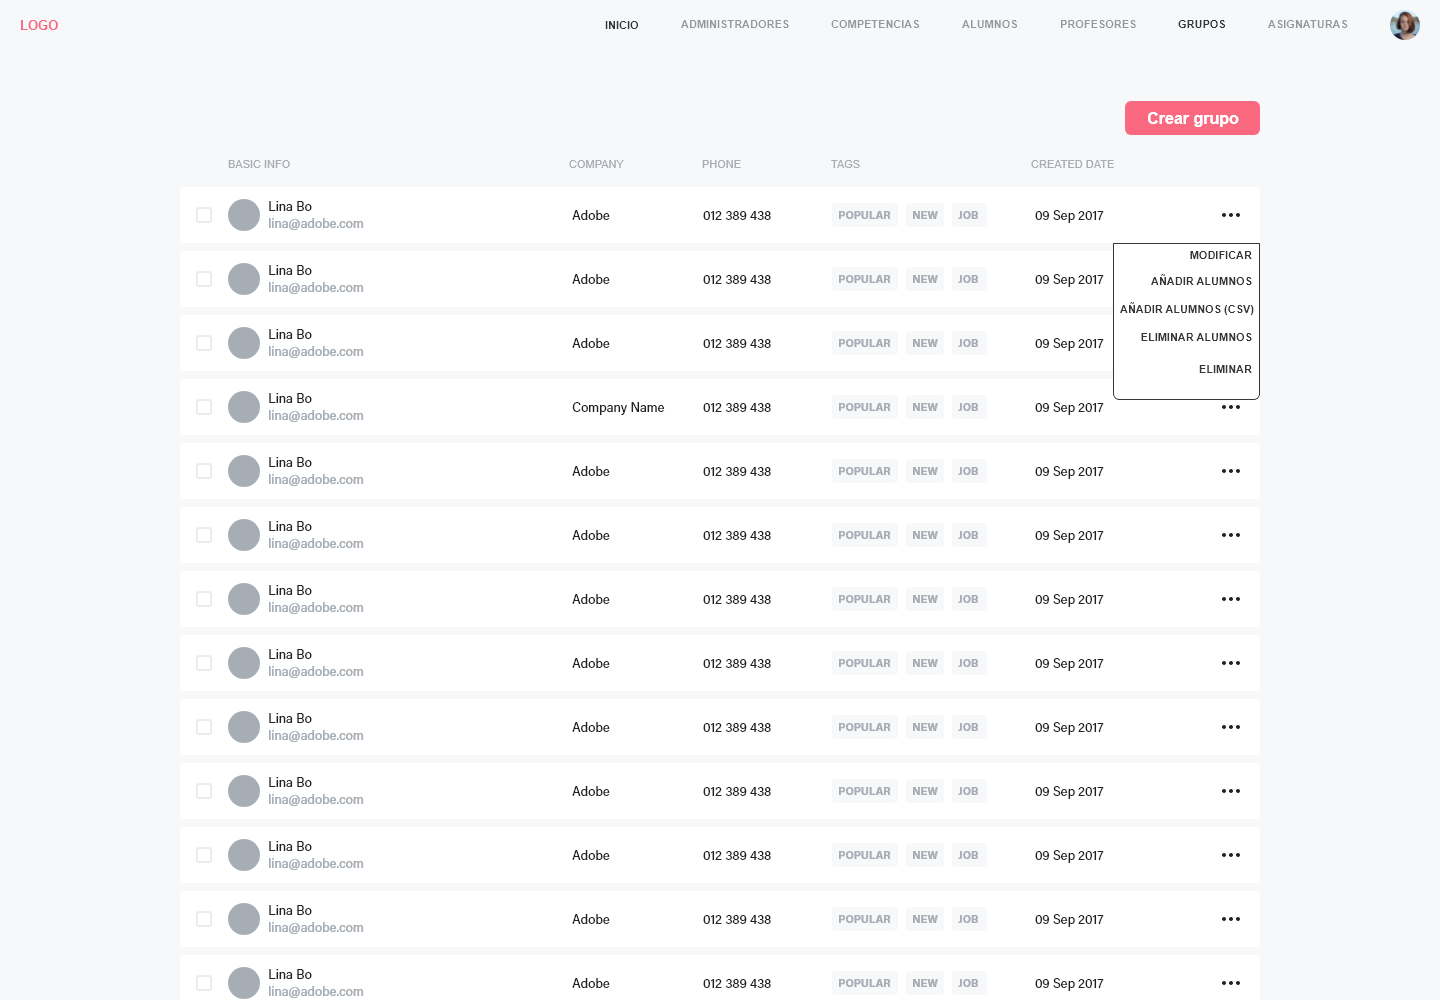 LOGO INICIO ADMINISTRADORES COMPETENCIAS ALUMNOS PROFESORES GRUPOS ASIGNATURAS
Crear grupo
BASIC INFO COMPANY PHONE TAGS CREATED DATE
Lina Bo
lina@adobe.com
Adobe 012 389 438 POPULAR NEW JOB 09 Sep 2017
MODIFICAR
AÑADIR ALUMNOS
AÑADIR ALUMNOS (CSV)
ELIMINAR ALUMNOS
ELIMINAR
Lina Bo
lina@adobe.com
Adobe 012 389 438 POPULAR NEW JOB 09 Sep 2017
Lina Bo
lina@adobe.com
Adobe 012 389 438 POPULAR NEW JOB 09 Sep 2017
Lina Bo
lina@adobe.com
Company Name 012 389 438 POPULAR NEW JOB 09 Sep 2017
Lina Bo
lina@adobe.com
Adobe 012 389 438 POPULAR NEW JOB 09 Sep 2017
Lina Bo
lina@adobe.com
Adobe 012 389 438 POPULAR NEW JOB 09 Sep 2017
Lina Bo
lina@adobe.com
Adobe 012 389 438 POPULAR NEW JOB 09 Sep 2017
Lina Bo
lina@adobe.com
Adobe 012 389 438 POPULAR NEW JOB 09 Sep 2017
Lina Bo
lina@adobe.com
Adobe 012 389 438 POPULAR NEW JOB 09 Sep 2017
Lina Bo
lina@adobe.com
Adobe 012 389 438 POPULAR NEW JOB 09 Sep 2017
Lina Bo
lina@adobe.com
Adobe 012 389 438 POPULAR NEW JOB 09 Sep 2017
Lina Bo
lina@adobe.com
Adobe 012 389 438 POPULAR NEW JOB 09 Sep 2017
Lina Bo
lina@adobe.com
Adobe 012 389 438 POPULAR NEW JOB 09 Sep 2017